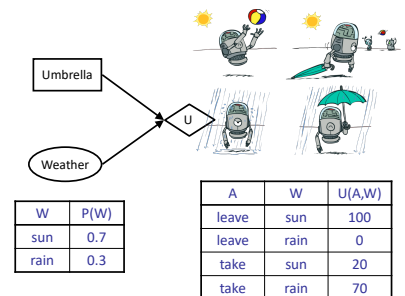 Umbrella
U
Weather
W P(W)
sun 0.7
rain 0.3
A W U(A,W)
leave sun 100
leave rain 0
take sun 20
take rain 70